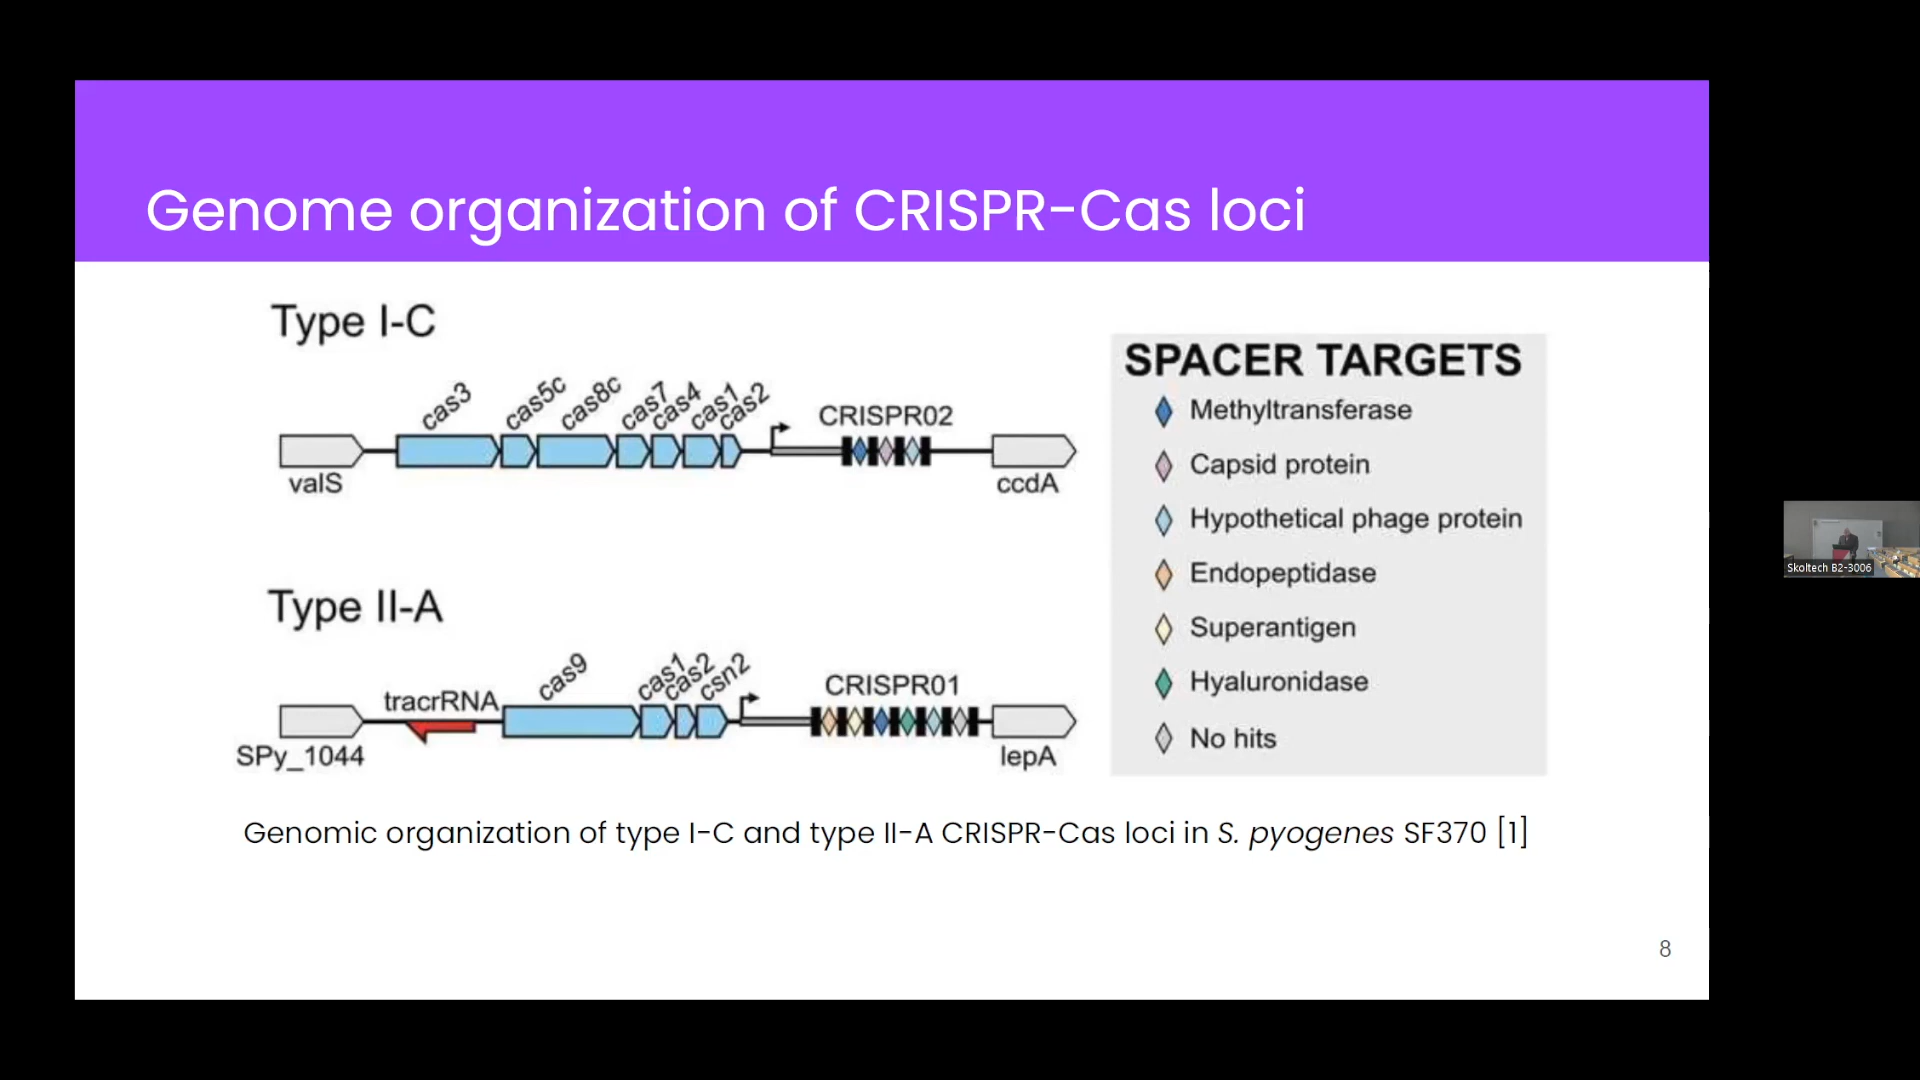 Genome organization of CRISPR-Cas loci
Type I-C
cas3
cas5c
cas8c
cas7
cas4
cas1
cas2
CRISPR02
valS
ccdA
Type II-A
tracrRNA
cas9
cas1
cas2
csn2
CRISPR01
SPy_1044
lepA
SPACER TARGETS
Methyltransferase
Capsid protein
Hypothetical phage protein
Endopeptidase
Superantigen
Hyaluronidase
No hits
Genomic organization of type I-C and type II-A CRISPR-Cas loci in S. pyogenes SF370 [1]
8
Skoltech B2-3006